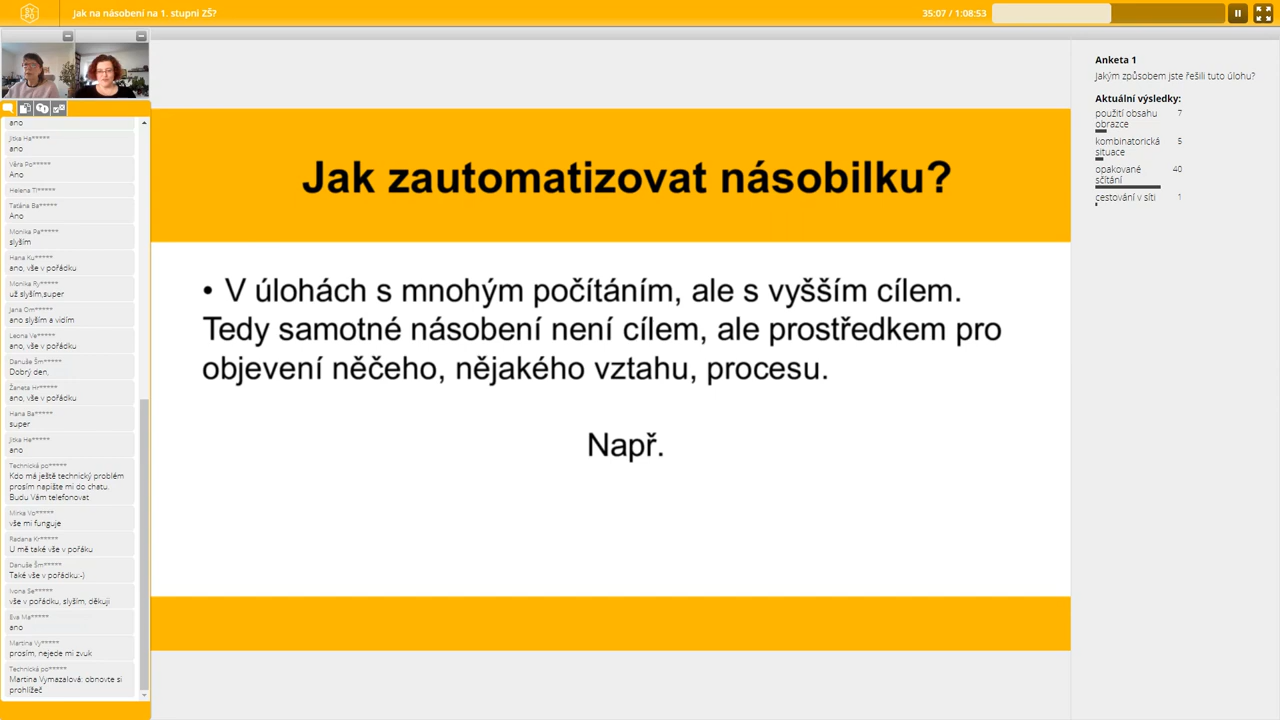 Jak na násobení na 1. stupni ZŠ?
35:07 / 1:08:53
ano
Jitka He*****
ano
Věra Po*****
Ano
Helena Tl*****
Taťána Ba*****
Ano
Monika Pa*****
slyším
Hana Ku*****
ano, vše v pořádku
Monika Ry*****
už slyším,super
Jana Om*****
ano slyším a vidím
Leona Ve*****
ano, vše v pořádku
Danuše Šm*****
Dobrý den,
Žaneta Hr*****
ano, vše v pořádku
Hana Ba*****
super
Jitka He*****
ano
Technická po*****
Kdo má ještě technický problém
prosím napište mi do chatu.
Budu Vám telefonovat
Mirka Vo*****
vše mi funguje
Radana Kr*****
U mě také vše v pořáku
Danuše Šm*****
Také vše v pořádku:-)
Ivona Se*****
vše v pořádku, slyším, děkuji
Eva Ma*****
ano
Martina Vy*****
prosím, nejede mi zvuk
Technická po*****
Martina Vymazalová: obnovte si
prohlížeč
Jak zautomatizovat násobilku?
• V úlohách s mnohým počítáním, ale s vyšším cílem.
Tedy samotné násobení není cílem, ale prostředkem pro
objevení něčeho, nějakého vztahu, procesu.
Např.
Anketa 1
Jakým způsobem jste řešili tuto úlohu?
Aktuální výsledky:
použití obsahu 7
obrazce
kombinatorická 5
situace
opakované 40
sčítání
cestování v síti 1